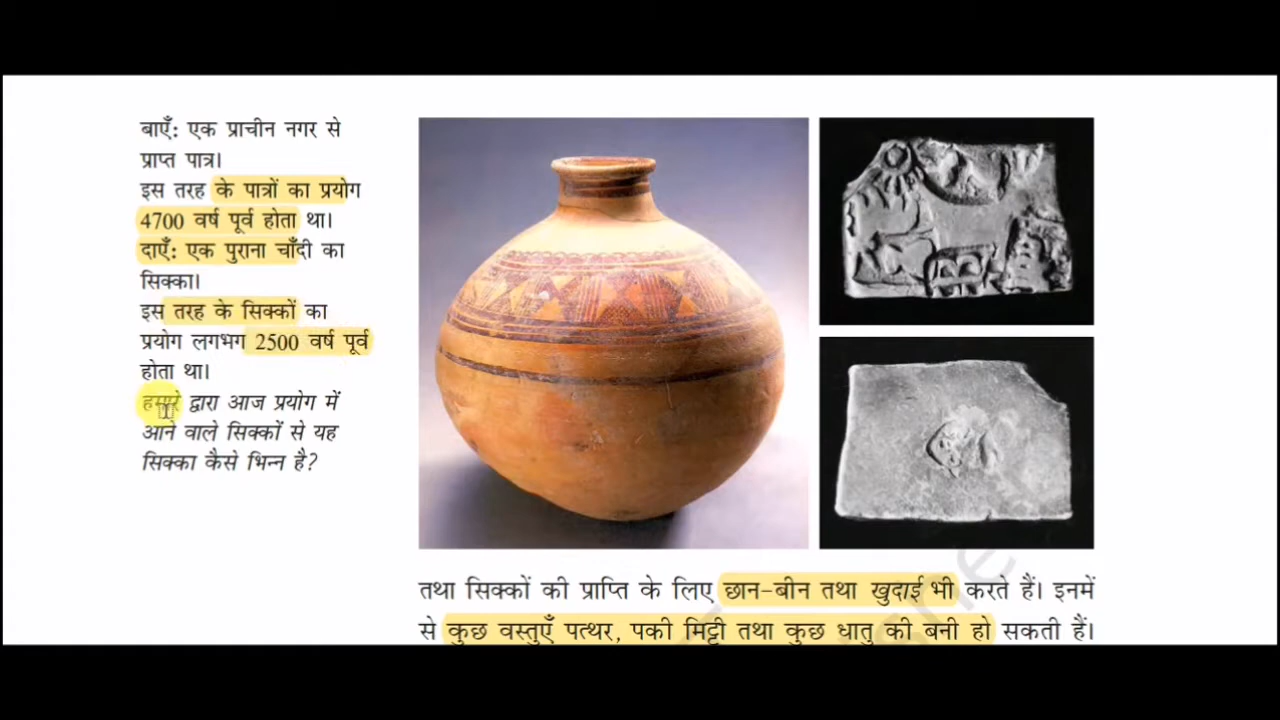 बाएँ: एक प्राचीन नगर से
प्राप्त पात्र।
इस तरह के पात्रों का प्रयोग
4700 वर्ष पूर्व होता था।
दाएँ: एक पुराना चाँदी का
सिक्का।
इस तरह के सिक्कों का
प्रयोग लगभग 2500 वर्ष पूर्व
होता था।
हमारे द्वारा आज प्रयोग में
आने वाले सिक्कों से यह
सिक्का कैसे भिन्न है?
तथा सिक्कों की प्राप्ति के लिए छान-बीन तथा खुदाई भी करते हैं। इनमें
से कुछ वस्तुएँ पत्थर, पकी मिट्टी तथा कुछ धातु की बनी हो सकती हैं।